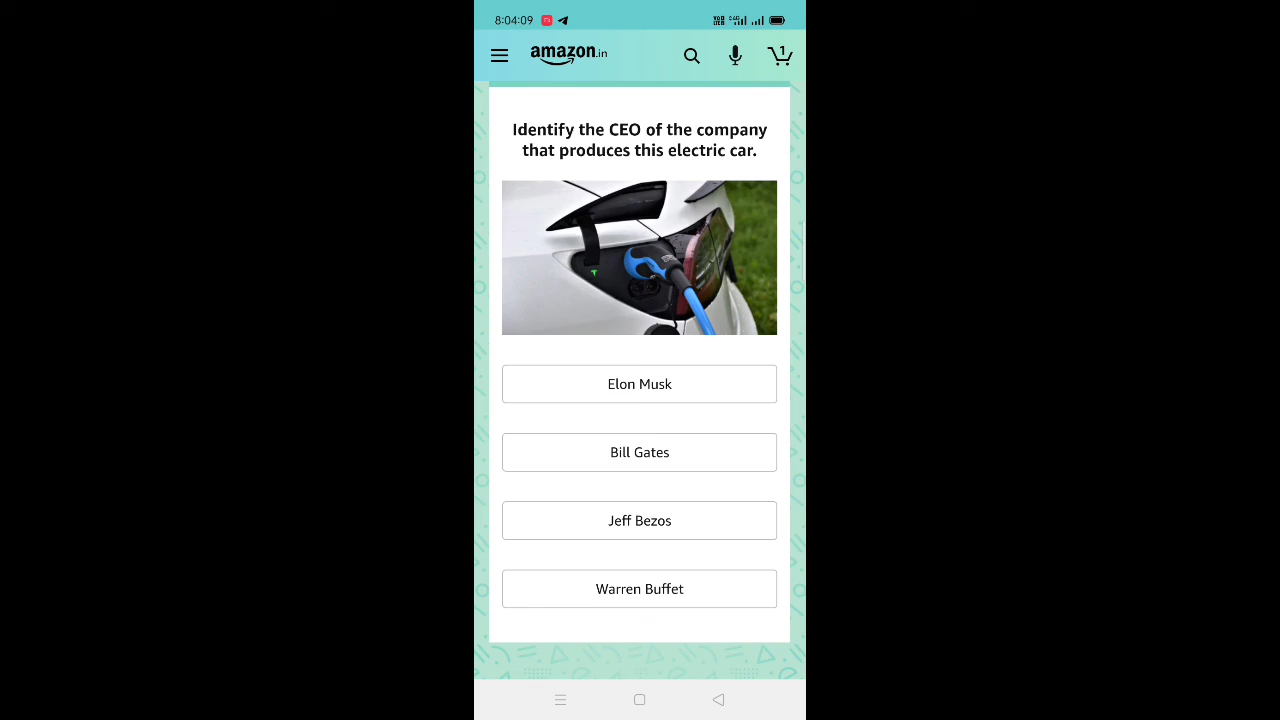 8:04:09
amazon.in
1
Identify the CEO of the company
that produces this electric car.
Elon Musk
Bill Gates
Jeff Bezos
Warren Buffet